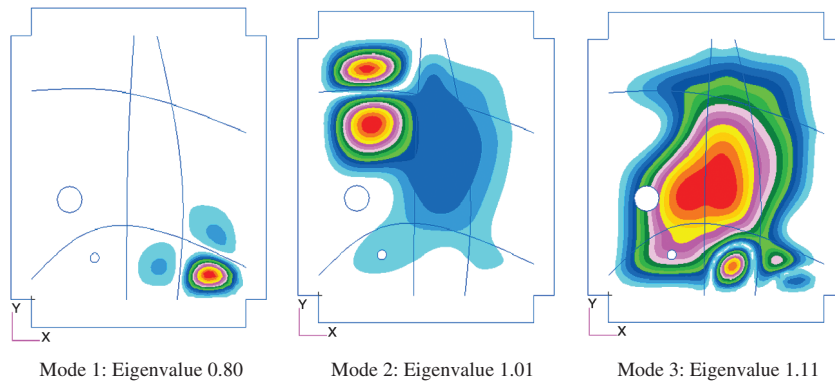 Y
X
Y
X
Y
X
Mode 1: Eigenvalue 0.80
Mode 2: Eigenvalue 1.01
Mode 3: Eigenvalue 1.11